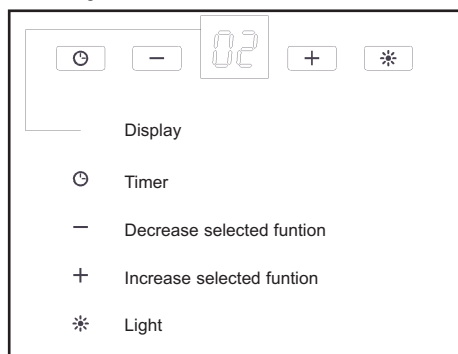 02
Display
Timer
Decrease selected funtion
Increase selected funtion
Light